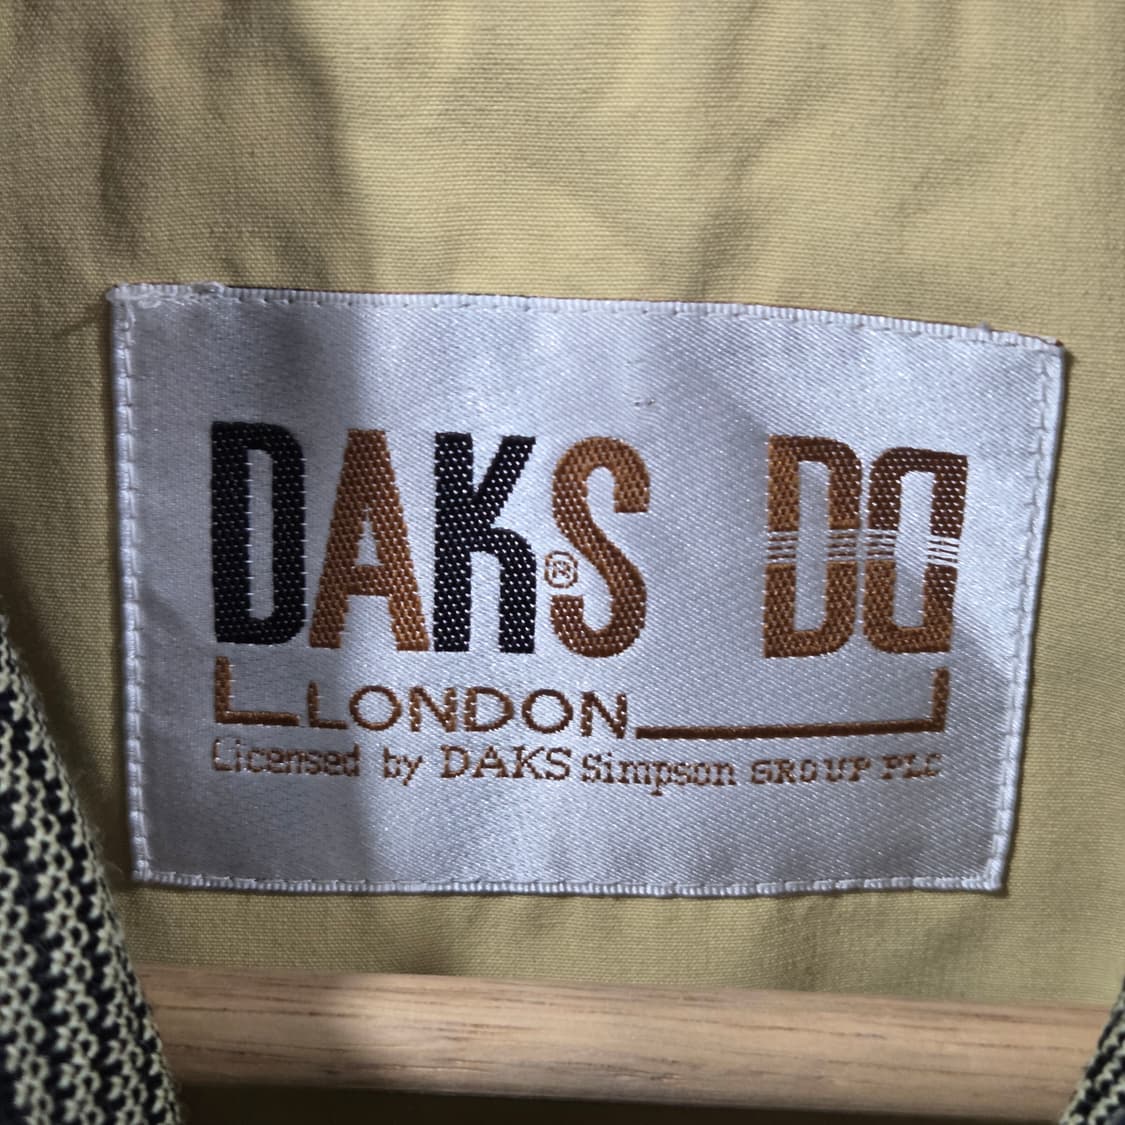 DAKS® DD
LONDON
Licensed by DAKS Simpson GROUP PLC